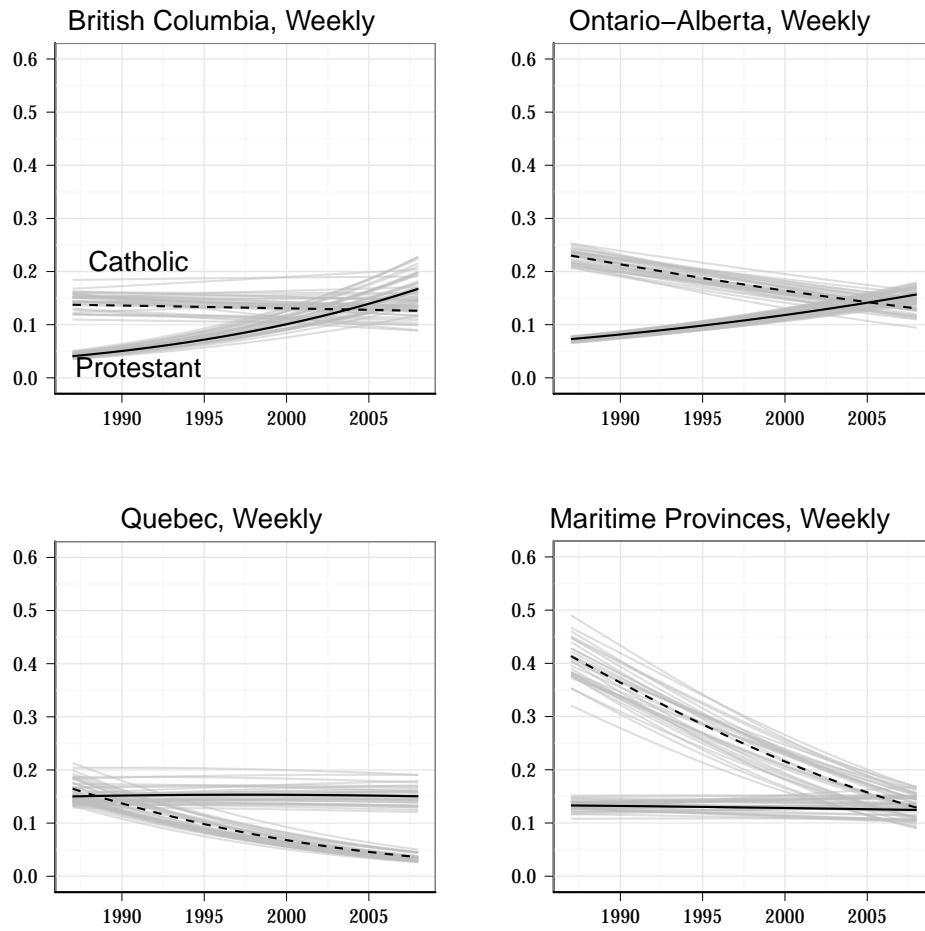 British Columbia, Weekly
0.6
0.5
0.4
0.3
0.2
0.1
0.0
Catholic
Protestant
1990 1995 2000 2005
Ontario–Alberta, Weekly
0.6
0.5
0.4
0.3
0.2
0.1
0.0
1990 1995 2000 2005
Quebec, Weekly
0.6
0.5
0.4
0.3
0.2
0.1
0.0
1990 1995 2000 2005
Maritime Provinces, Weekly
0.6
0.5
0.4
0.3
0.2
0.1
0.0
1990 1995 2000 2005